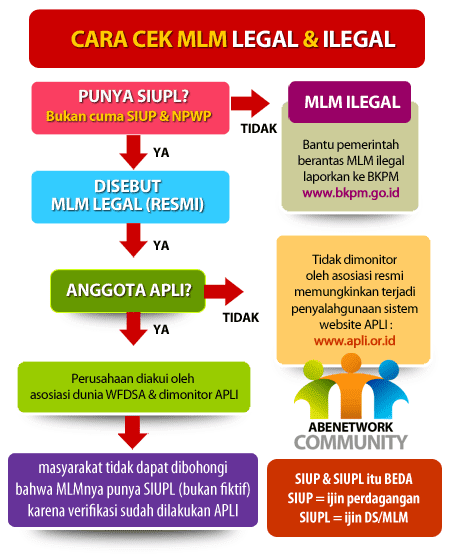 CARA CEK MLM LEGAL & ILEGAL
PUNYA SIUPL?
Bukan cuma SIUP & NPWP
TIDAK
MLM ILEGAL
Bantu pemerintah
berantas MLM ilegal
laporkan ke BKPM
www.bkpm.go.id
YA
DISEBUT
MLM LEGAL (RESMI)
YA
ANGGOTA APLI?
TIDAK
Tidak dimonitor
oleh asosiasi resmi
memungkinkan terjadi
penyalahgunaan sistem
website APLI :
www.apli.or.id
YA
Perusahaan diakui oleh
asosiasi dunia WFDSA & dimonitor APLI
ABENETWORK
COMMUNITY
masyarakat tidak dapat dibohongi
bahwa MLMnya punya SIUPL (bukan fiktif)
karena verifikasi sudah dilakukan APLI
SIUP & SIUPL itu BEDA
SIUP = ijin perdagangan
SIUPL = ijin DS/MLM